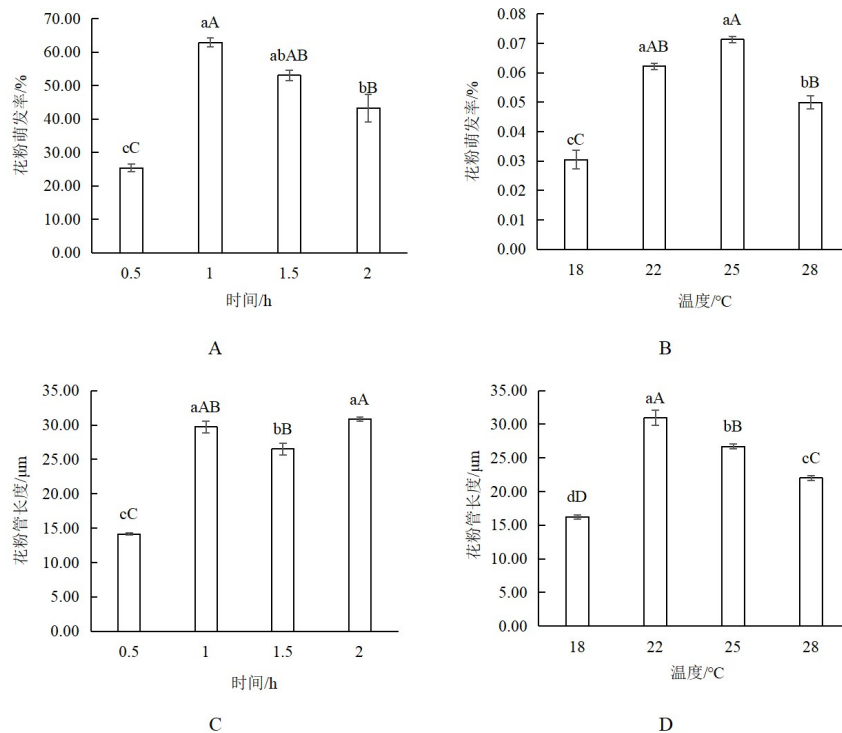 70.00
60.00
50.00
40.00
30.00
20.00
10.00
0.00
花粉萌发率/%
cC
aA
abAB
bB
0.5 1 1.5 2
时间/h
A
0.08
0.07
0.06
0.05
0.04
0.03
0.02
0.01
0.00
花粉萌发率/%
cC
aAB
aA
bB
18 22 25 28
温度/℃
B
35.00
30.00
25.00
20.00
15.00
10.00
5.00
0.00
花粉管长度/μm
cC
aAB
bB
aA
0.5 1 1.5 2
时间/h
C
35.00
30.00
25.00
20.00
15.00
10.00
5.00
0.00
花粉管长度/μm
dD
aA
bB
cC
18 22 25 28
温度/℃
D